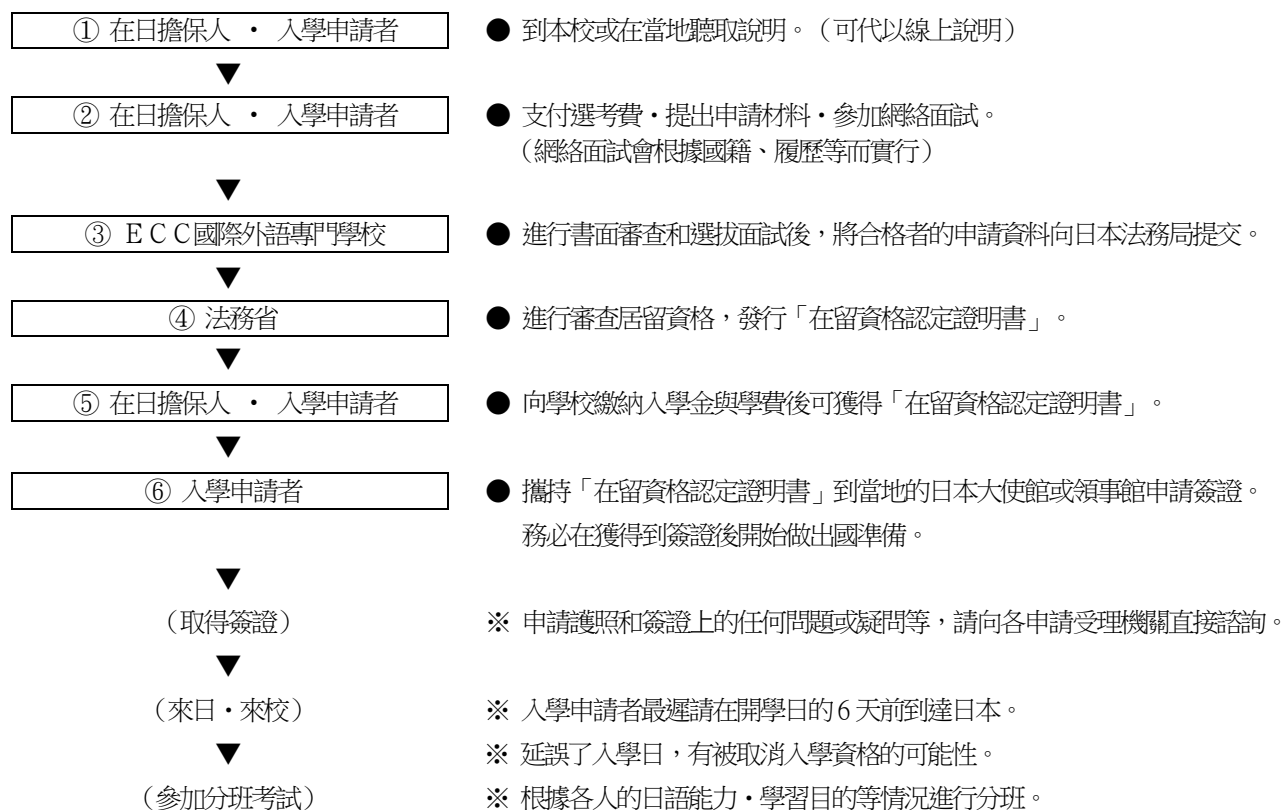 ① 在日擔保人 ・ 入學申請者 ● 到本校或在當地聽取說明。（可代以線上說明）
▼
② 在日擔保人 ・ 入學申請者 ● 支付選考費・提出申請材料・參加網絡面試。
（網絡面試會根據國籍、履歷等而實行）
▼
③ ＥＣＣ國際外語專門學校 ● 進行書面審查和選拔面試後，將合格者的申請資料向日本法務局提交。
▼
④ 法務省 ● 進行審查居留資格，發行「在留資格認定證明書」。
▼
⑤ 在日擔保人 ・ 入學申請者 ● 向學校繳納入學金與學費後可獲得「在留資格認定證明書」。
▼
⑥ 入學申請者 ● 攜持「在留資格認定證明書」到當地的日本大使館或領事館申請簽證。
務必在獲得到簽證後開始做出國準備。
▼
（取得簽證） ※ 申請護照和簽證上的任何問題或疑問等，請向各申請受理機關直接諮詢。
▼
（來日・來校） ※ 入學申請者最遲請在開學日的６天前到達日本。
▼ ※ 延誤了入學日，有被取消入學資格的可能性。
（參加分班考試） ※ 根據各人的日語能力・學習目的等情況進行分班。